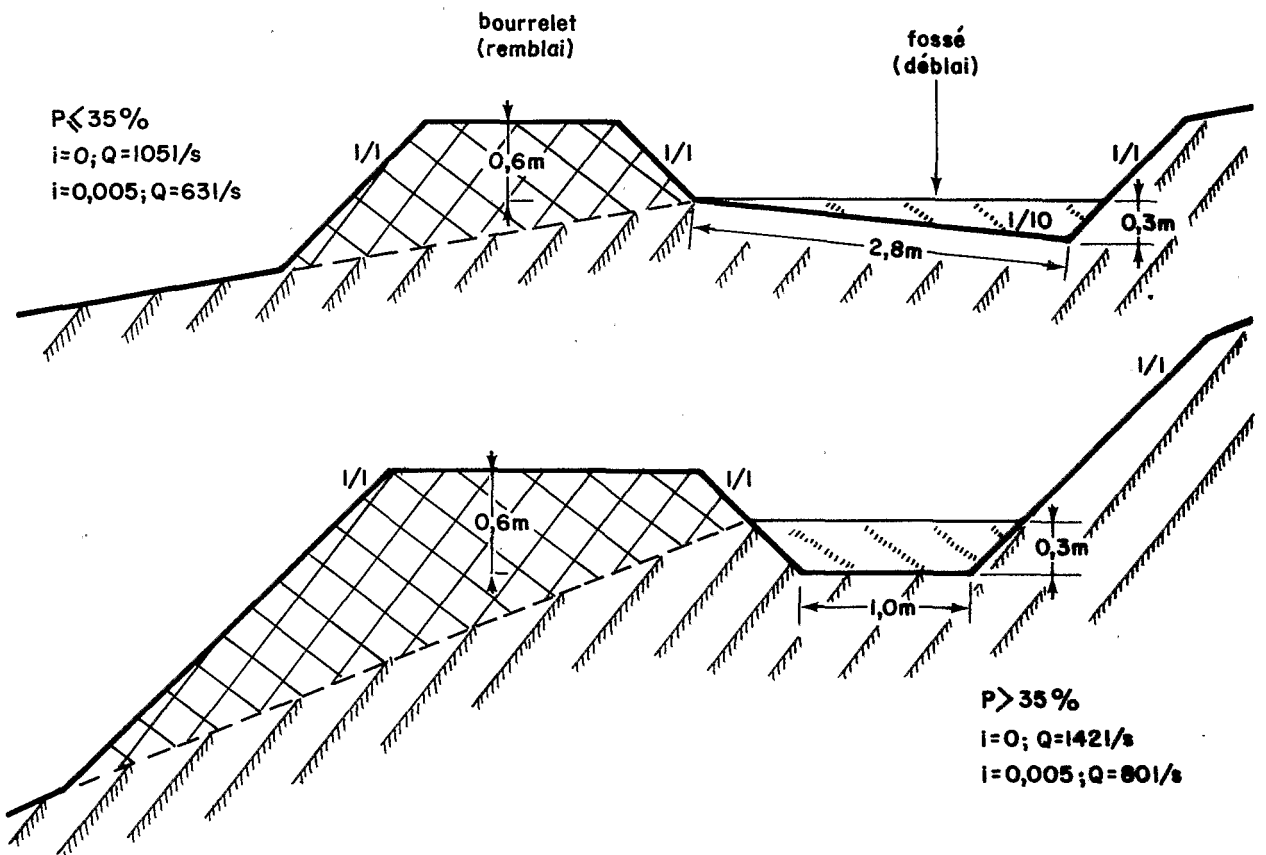 bourrelet
(remblai)
fossé
(déblai)
P≤35%
i=0; Q=105l/s
i=0,005; Q=63l/s
1/1
0,6m
1/1
1/1
1/10
0,3m
2,8m
1/1
1/1
1/1
0,6m
0,3m
1,0m
P>35%
i=0; Q=142l/s
i=0,005; Q=80l/s